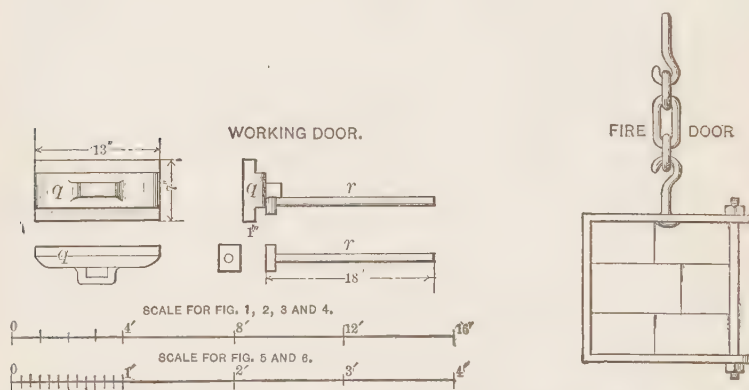 WORKING DOOR.
FIRE DOOR
13"
q
q
r
1"
q
r
18'
SCALE FOR FIG. 1, 2, 3 AND 4.
0 4' 8' 12' 16'
SCALE FOR FIG. 5 AND 6.
0 1' 2' 3' 4'